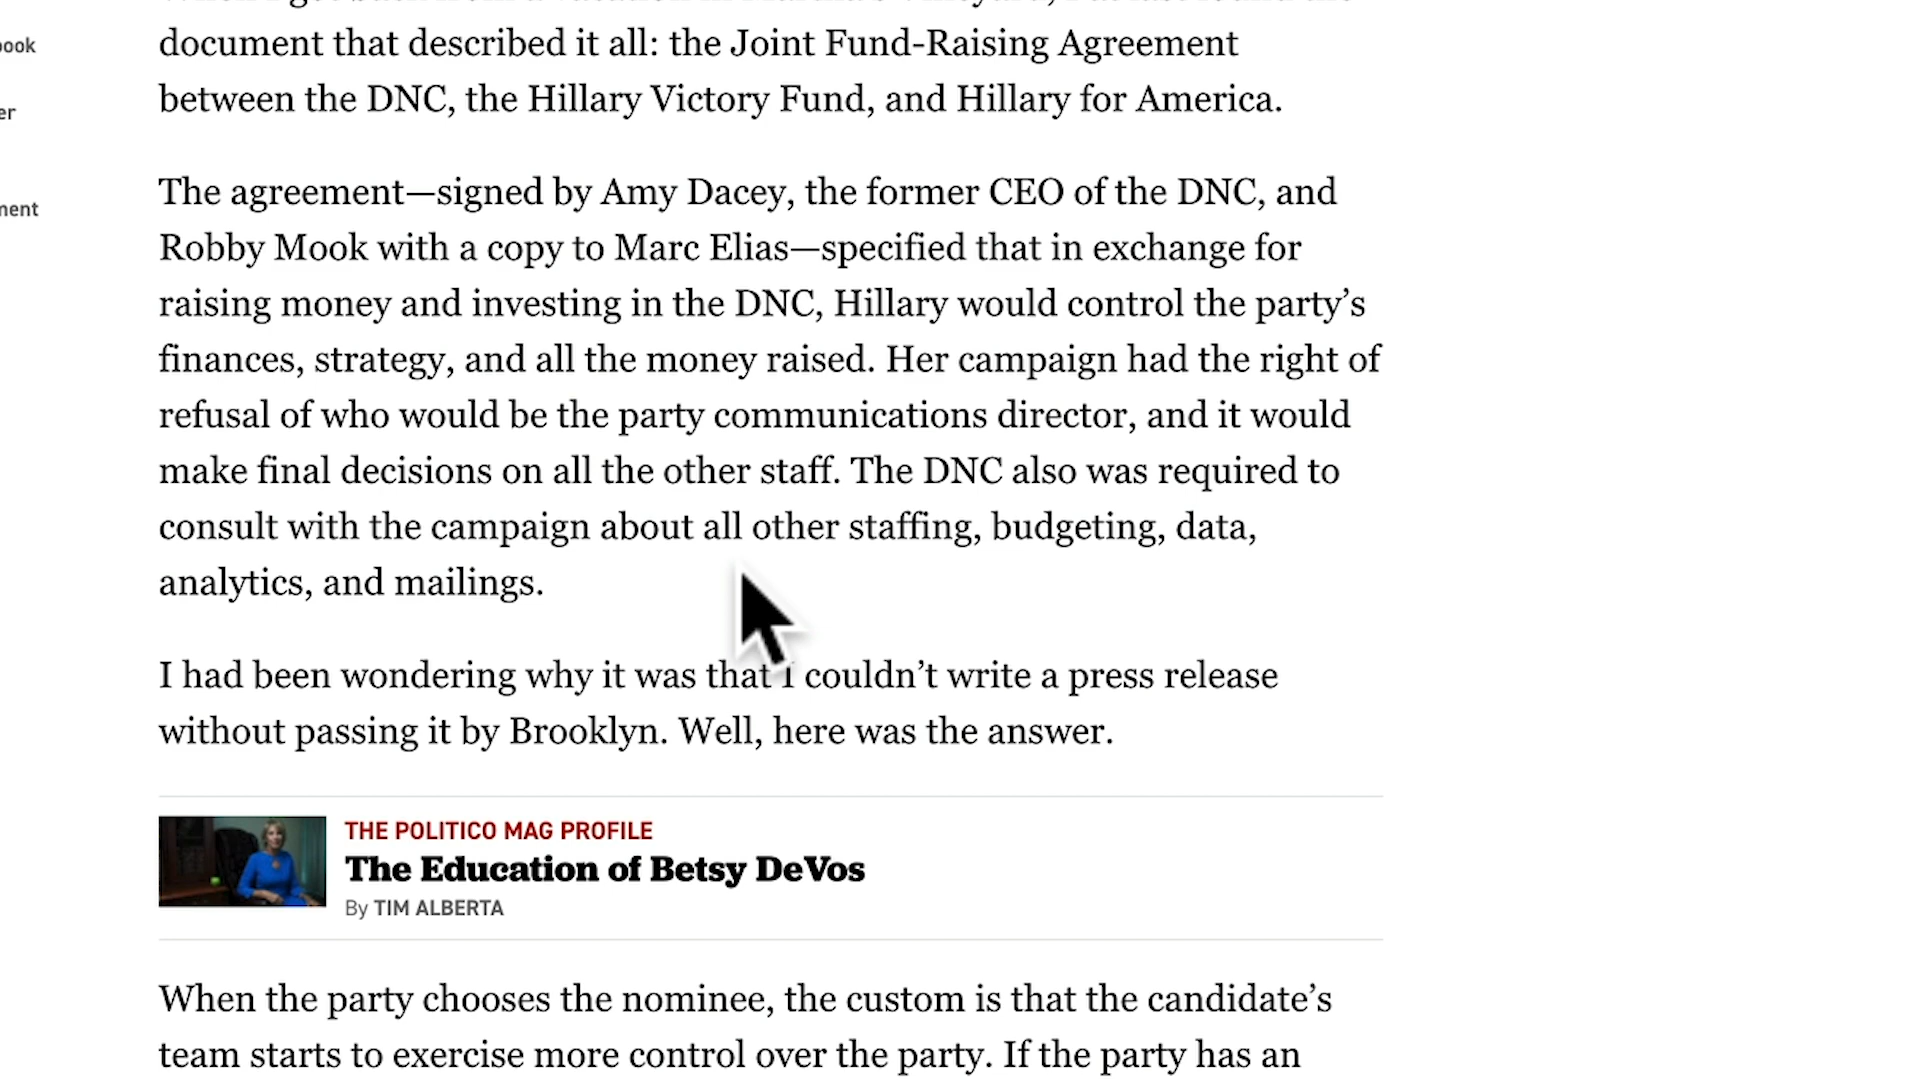 ook
er
ment
document that described it all: the Joint Fund-Raising Agreement
between the DNC, the Hillary Victory Fund, and Hillary for America.
The agreement—signed by Amy Dacey, the former CEO of the DNC, and
Robby Mook with a copy to Marc Elias—specified that in exchange for
raising money and investing in the DNC, Hillary would control the party’s
finances, strategy, and all the money raised. Her campaign had the right of
refusal of who would be the party communications director, and it would
make final decisions on all the other staff. The DNC also was required to
consult with the campaign about all other staffing, budgeting, data,
analytics, and mailings.
I had been wondering why it was that I couldn’t write a press release
without passing it by Brooklyn. Well, here was the answer.
THE POLITICO MAG PROFILE
The Education of Betsy DeVos
By TIM ALBERTA
When the party chooses the nominee, the custom is that the candidate’s
team starts to exercise more control over the party. If the party has an